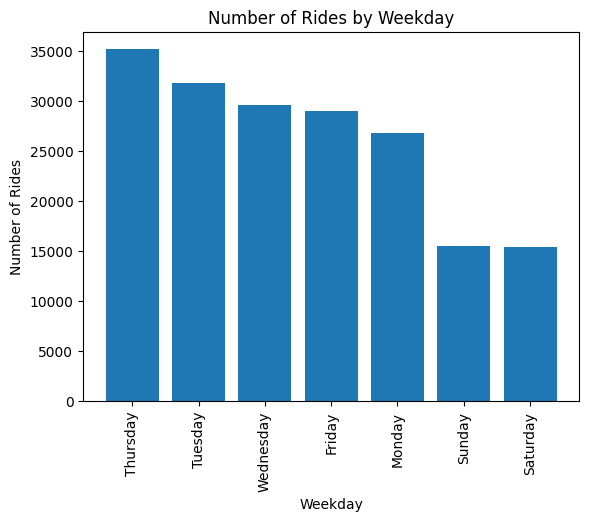 Number of Rides by Weekday
Number of Rides
35000
30000
25000
20000
15000
10000
5000
0
Thursday
Tuesday
Wednesday
Friday
Monday
Sunday
Saturday
Weekday